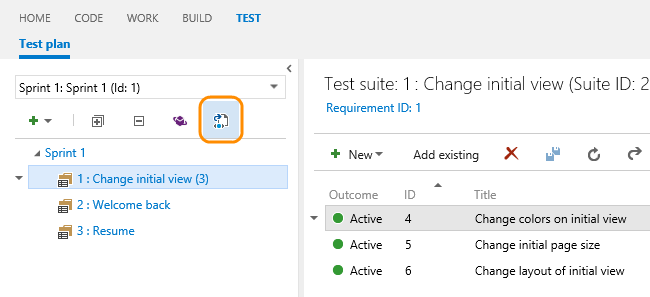 HOME CODE WORK BUILD TEST
Test plan
Sprint 1: Sprint 1 (Id: 1)
Sprint 1
1 : Change initial view (3)
2 : Welcome back
3 : Resume
Test suite: 1 : Change initial view (Suite ID: 2
Requirement ID: 1
New Add existing
Outcome ID Title
Active 4 Change colors on initial view
Active 5 Change initial page size
Active 6 Change layout of initial view